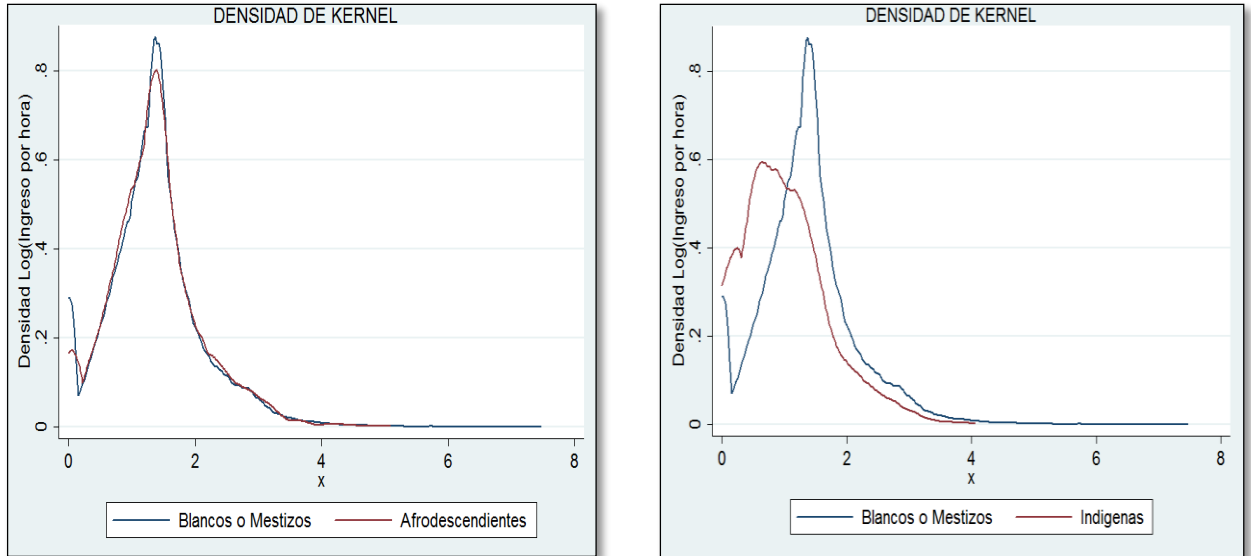 DENSIDAD DE KERNEL
Densidad Log(Ingreso por hora)
.8
.6
.4
.2
0
0 2 4 6 8
x
Blancos o Mestizos Afrodescendientes
DENSIDAD DE KERNEL
Densidad Log(Ingreso por hora)
.8
.6
.4
.2
0
0 2 4 6 8
x
Blancos o Mestizos Indigenas